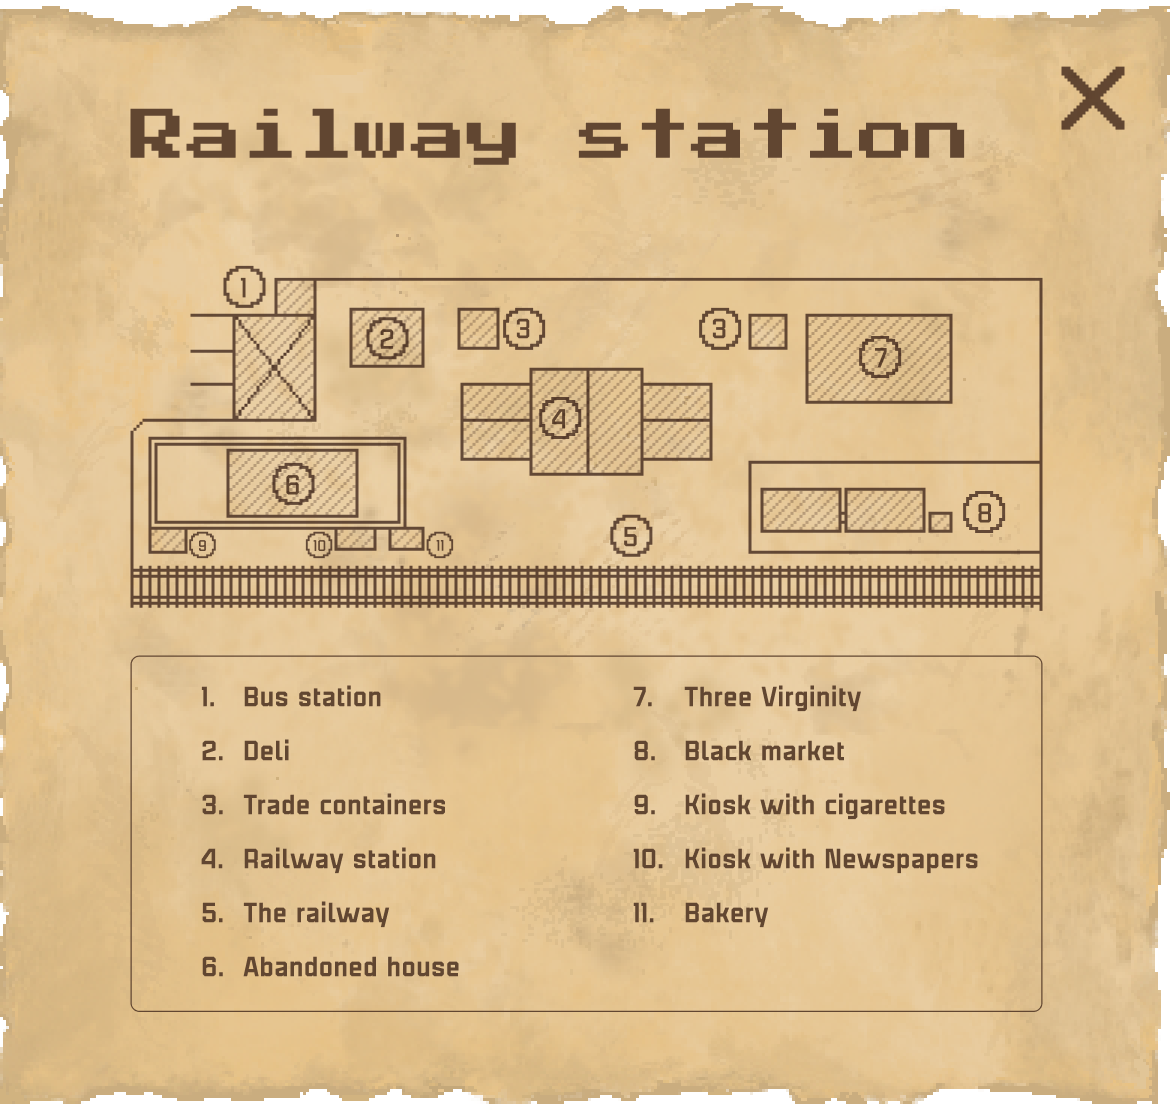 Railway station
1
2
3
3
7
4
6
8
5
9
10
11
1. Bus station
2. Deli
3. Trade containers
4. Railway station
5. The railway
6. Abandoned house
7. Three Virginity
8. Black market
9. Kiosk with cigarettes
10. Kiosk with Newspapers
11. Bakery